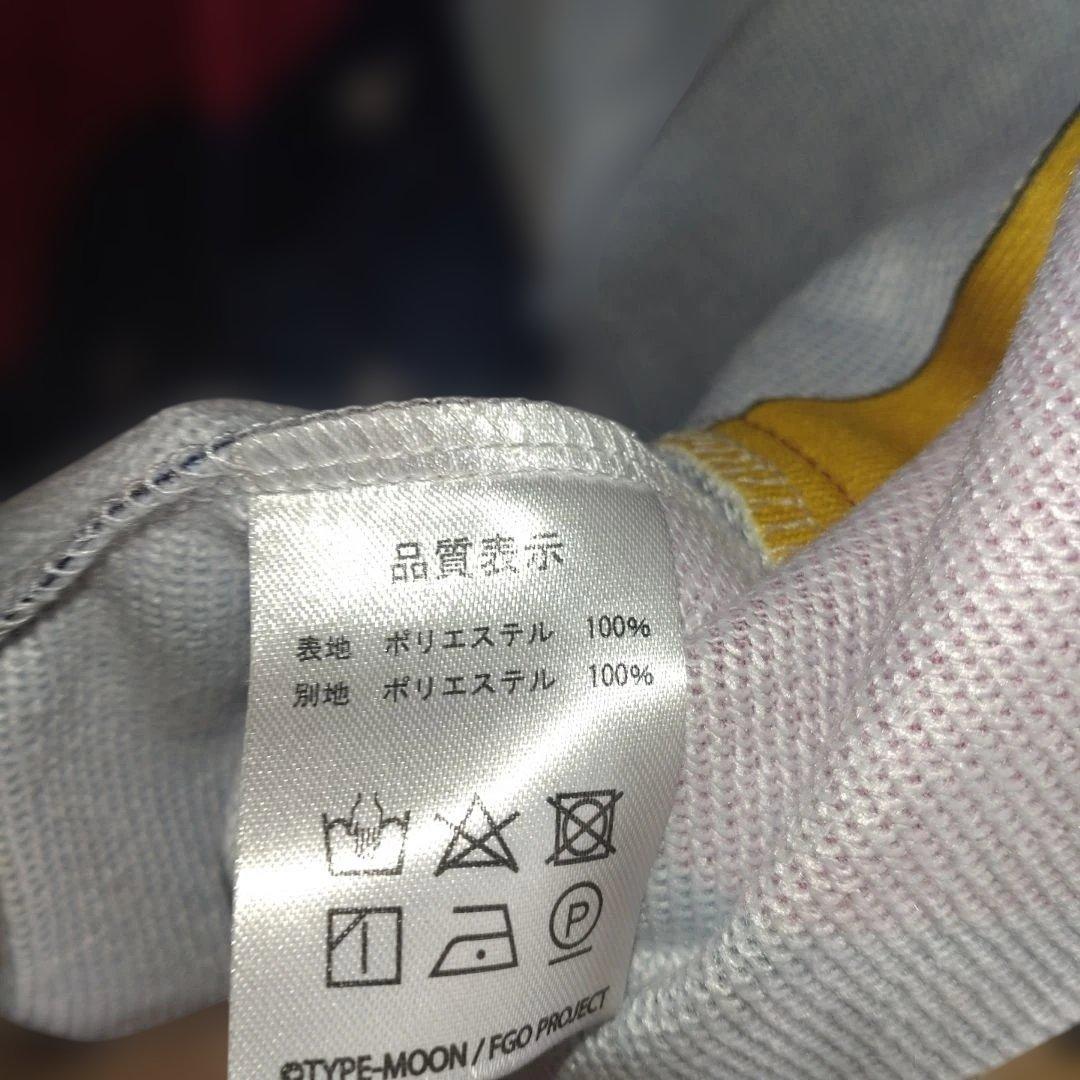 品質表示
表地 ポリエステル 100%
別地 ポリエステル 100%
P
©TYPE-MOON / FGO PROJECT